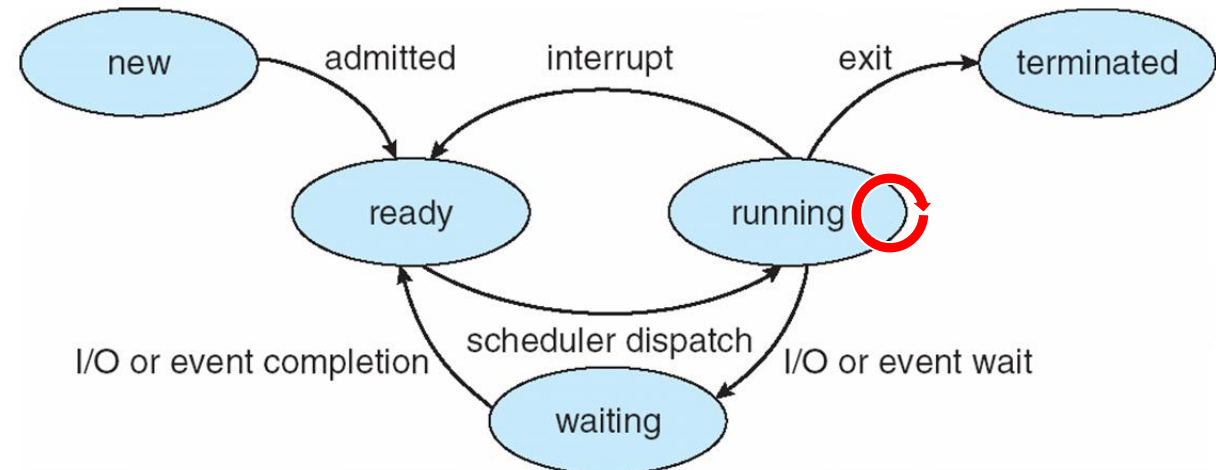 new
admitted
interrupt
exit
terminated
ready
running
scheduler dispatch
I/O or event completion
I/O or event wait
waiting